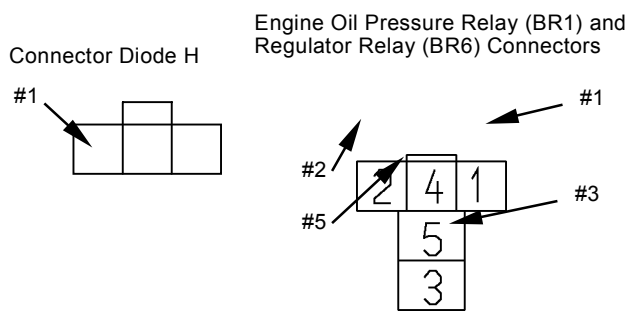 Engine Oil Pressure Relay (BR1) and
Regulator Relay (BR6) Connectors
Connector Diode H
#1
#1
#2
2 4 1
#3
#5
5
3